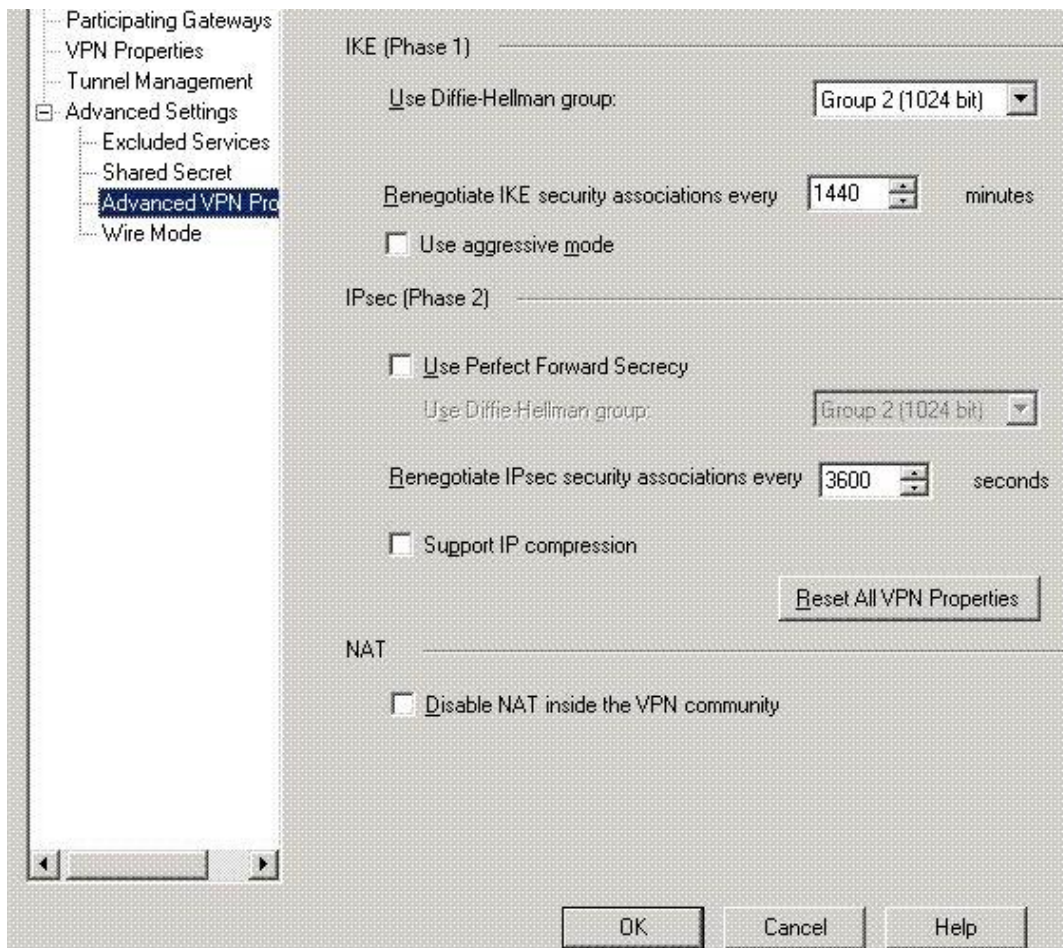 Participating Gateways
VPN Properties
Tunnel Management
Advanced Settings
Excluded Services
Shared Secret
Advanced VPN Pro
Wire Mode
IKE (Phase 1)
Use Diffie-Hellman group: Group 2 (1024 bit)
Renegotiate IKE security associations every 1440 minutes
Use aggressive mode
IPsec (Phase 2)
Use Perfect Forward Secrecy
Use Diffie-Hellman group: Group 2 (1024 bit)
Renegotiate IPsec security associations every 3600 seconds
Support IP compression
Reset All VPN Properties
NAT
Disable NAT inside the VPN community
OK Cancel Help